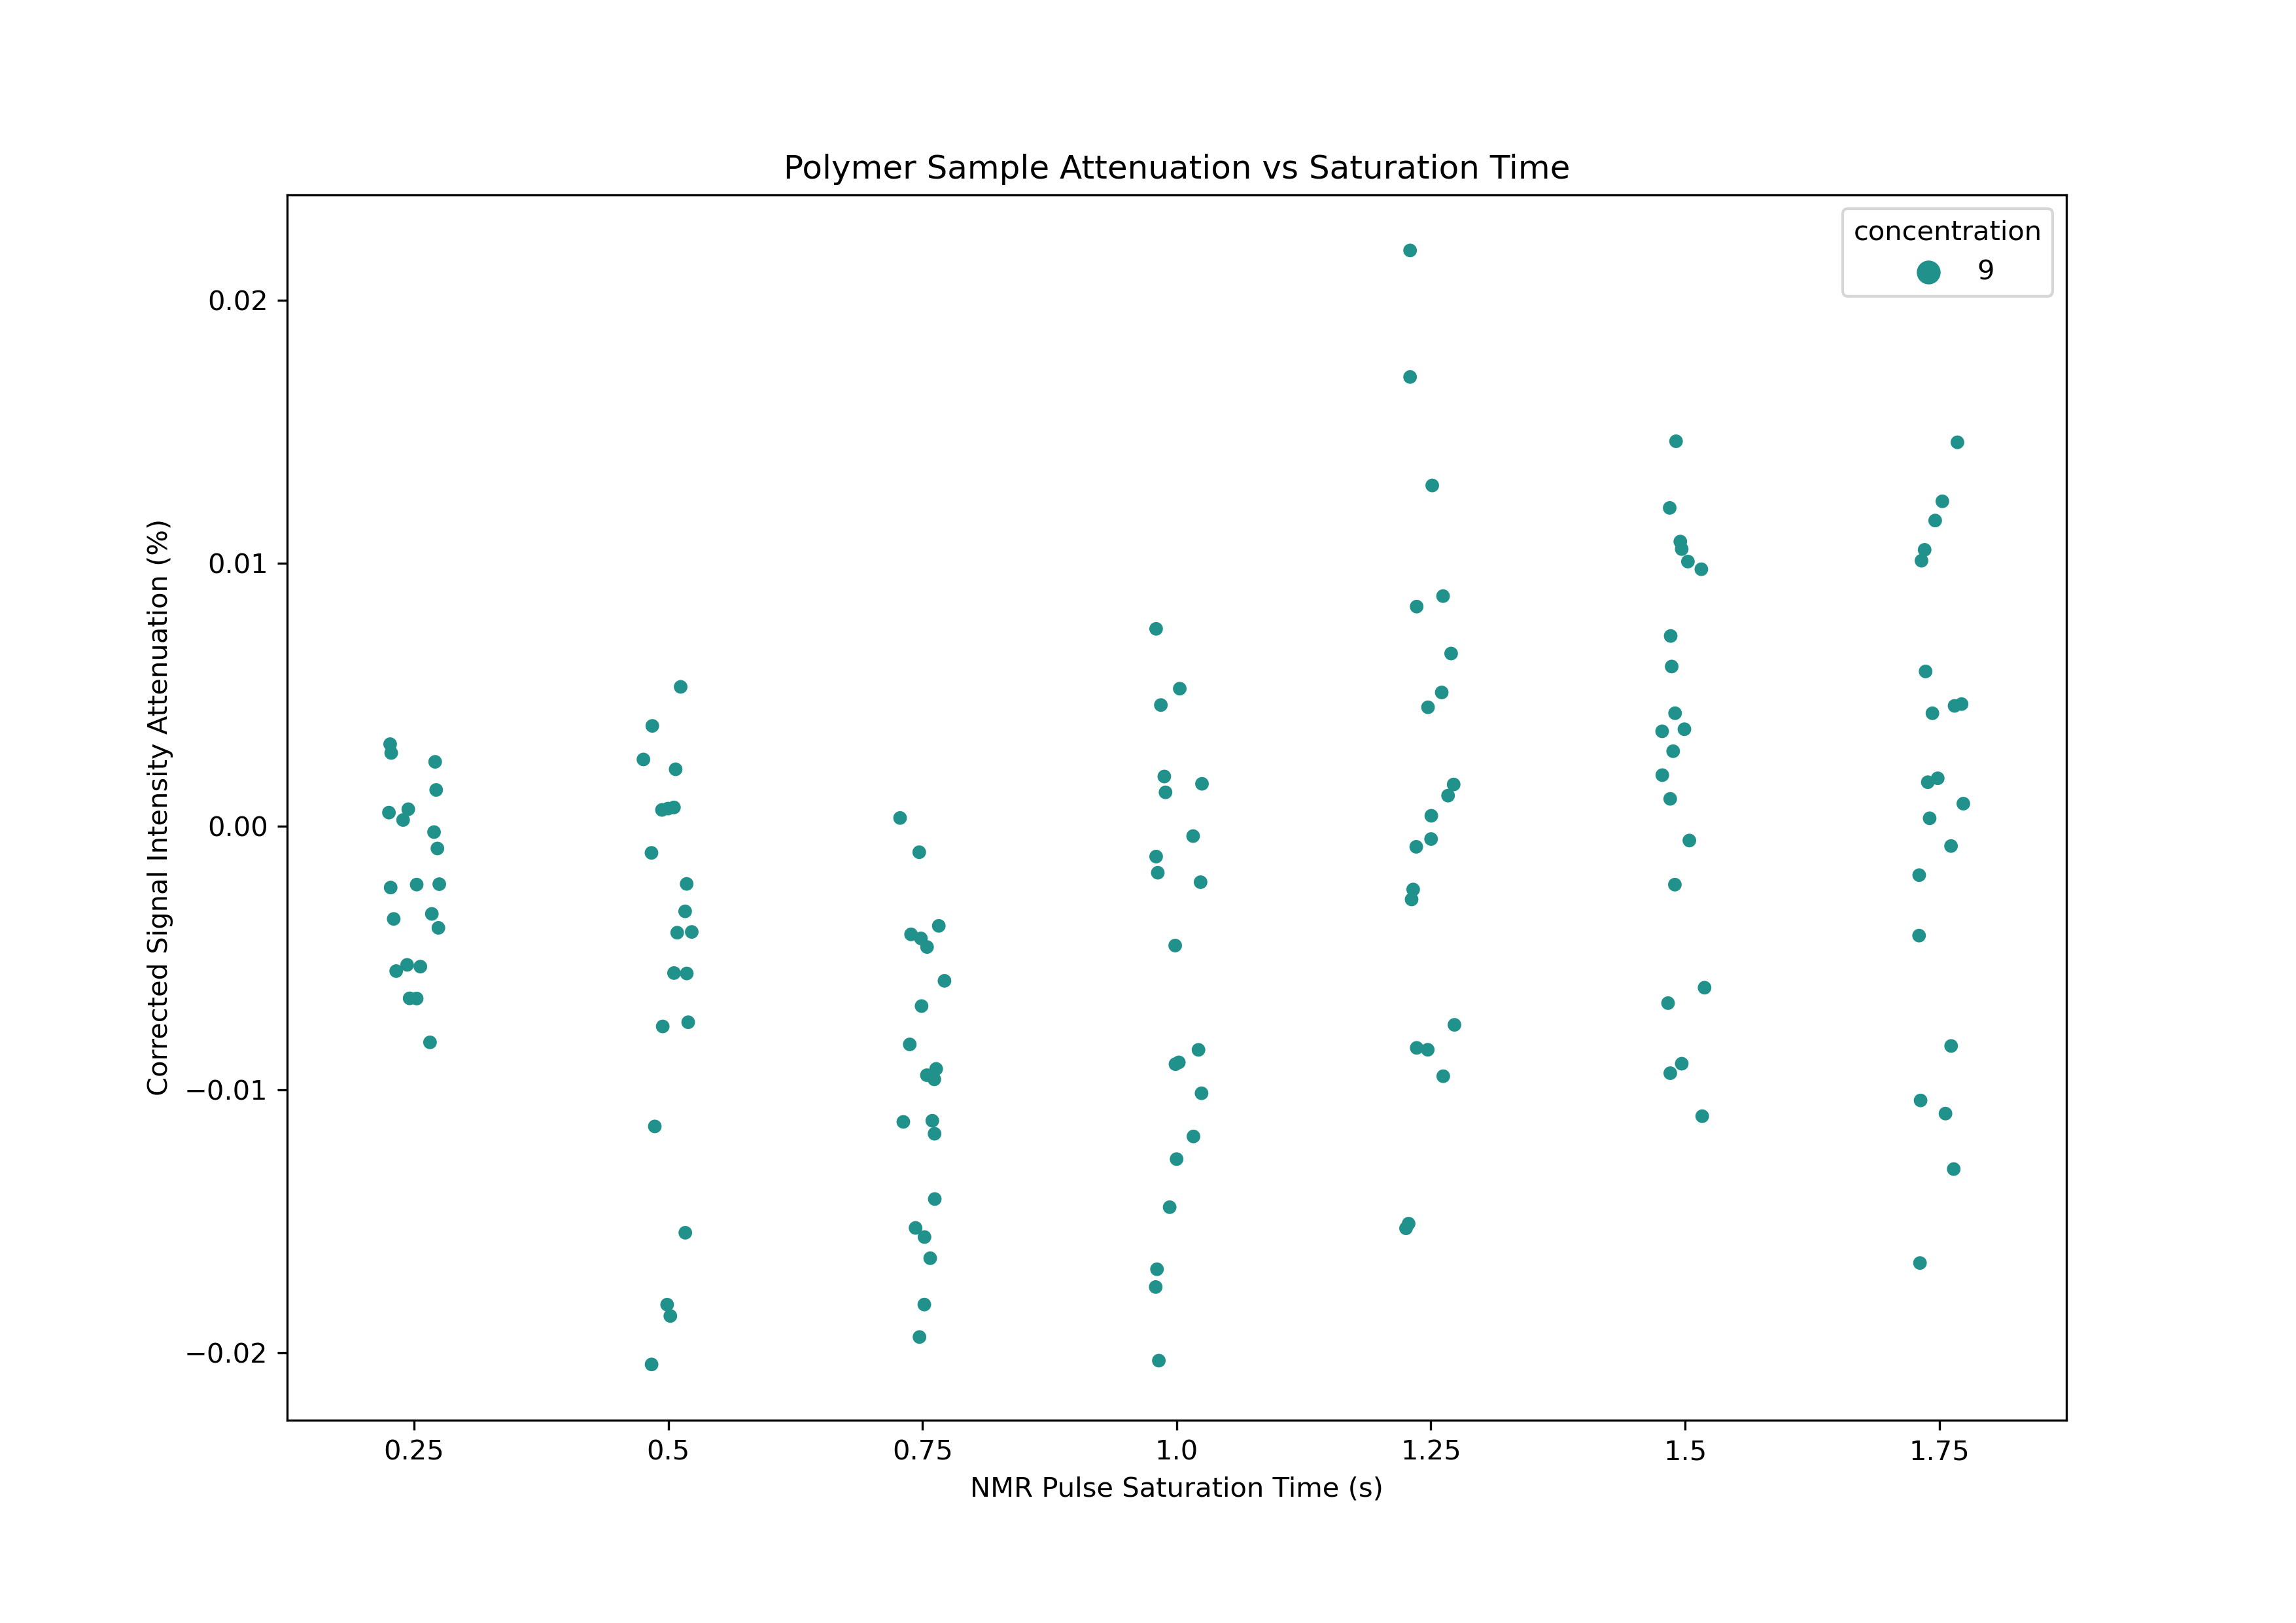 Polymer Sample Attenuation vs Saturation Time
concentration
9
0.02
0.01
0.00
−0.01
−0.02
Corrected Signal Intensity Attenuation (%)
0.25 0.5 0.75 1.0 1.25 1.5 1.75
NMR Pulse Saturation Time (s)